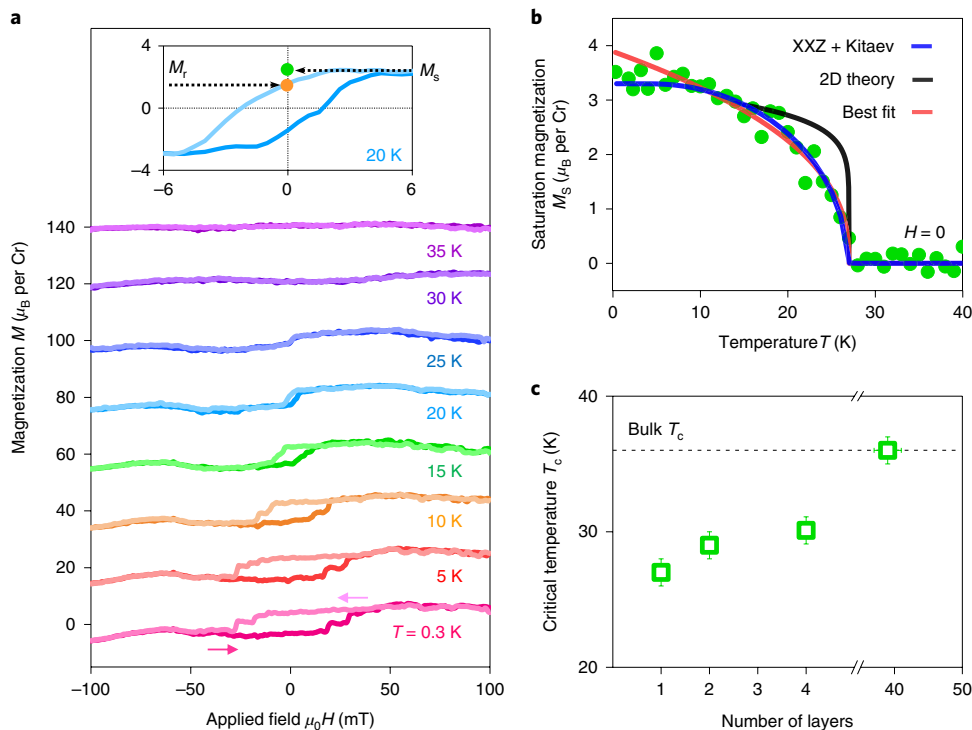 a
4
0
−4
−6
0
6
Mr
Ms
20 K
Magnetization M (μB per Cr)
140
120
100
80
60
40
20
0
35 K
30 K
25 K
20 K
15 K
10 K
5 K
T = 0.3 K
−100
−50
0
50
100
Applied field μ0H (mT)
b
Saturation magnetization
MS (μB per Cr)
4
3
2
1
0
XXZ + Kitaev
2D theory
Best fit
H = 0
0
10
20
30
40
Temperature T (K)
c
Critical temperature Tc (K)
40
30
20
Bulk Tc
1
2
3
4
40
50
Number of layers